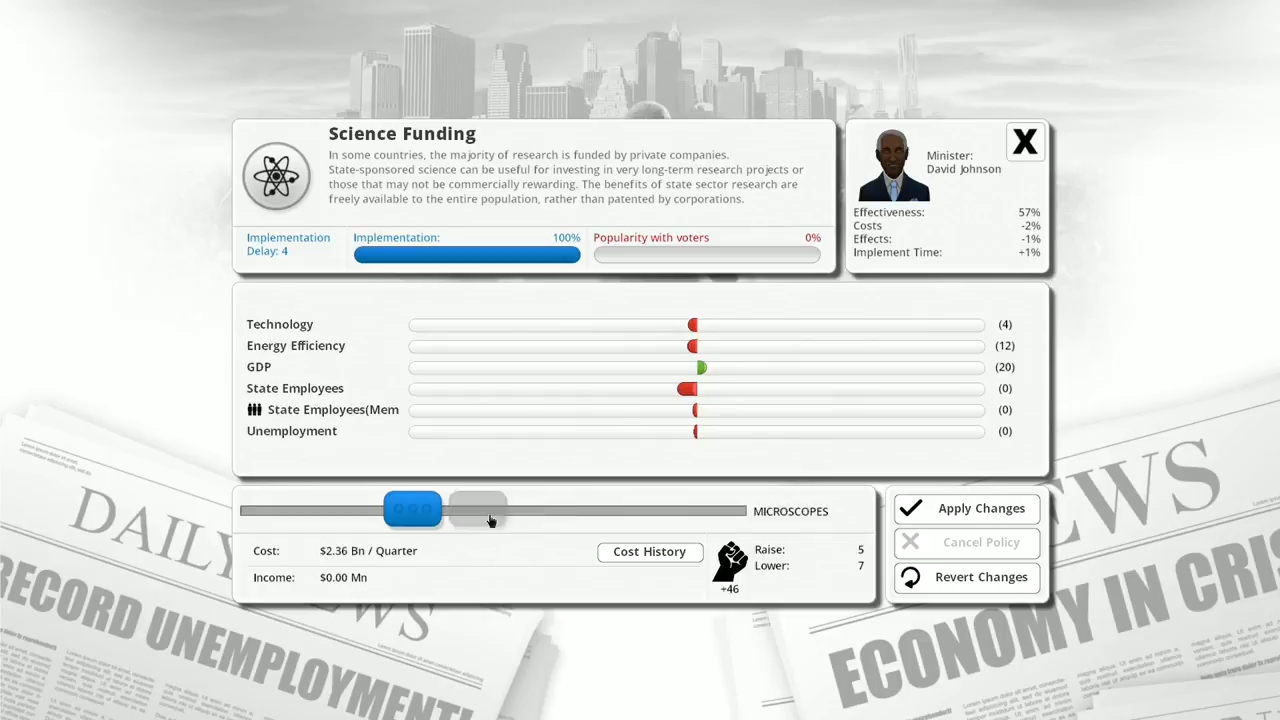 Science Funding
In some countries, the majority of research is funded by private companies.
State-sponsored science can be useful for investing in very long-term research projects or
those that may not be commercially rewarding. The benefits of state sector research are
freely available to the entire population, rather than patented by corporations.
Implementation
Delay: 4
Implementation: 100%
Popularity with voters 0%
X
Minister:
David Johnson
Effectiveness: 57%
Costs -2%
Effects: -1%
Implement Time: +1%
Technology (4)
Energy Efficiency (12)
GDP (20)
State Employees (0)
State Employees(Mem (0)
Unemployment (0)
MICROSCOPES
Cost: $2.36 Bn / Quarter
Cost History
Income: $0.00 Mn
+46
Raise: 5
Lower: 7
Apply Changes
Cancel Policy
Revert Changes
DAILY
NEWS
RECORD UNEMPLOYMENT!
ECONOMY IN CRIS